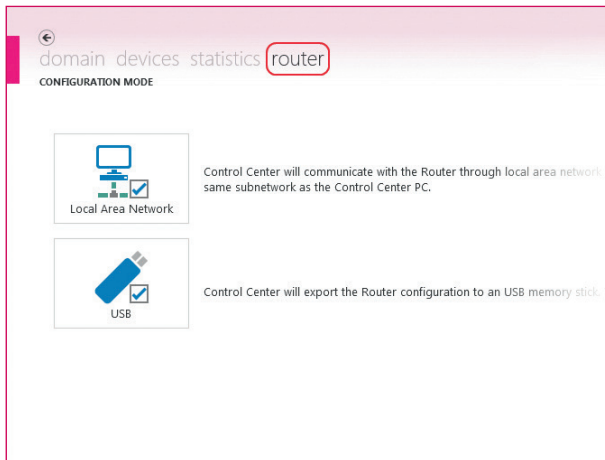 domain devices statistics router
CONFIGURATION MODE
Control Center will communicate with the Router through local area network
same subnetwork as the Control Center PC.
Local Area Network
Control Center will export the Router configuration to an USB memory stick.
USB